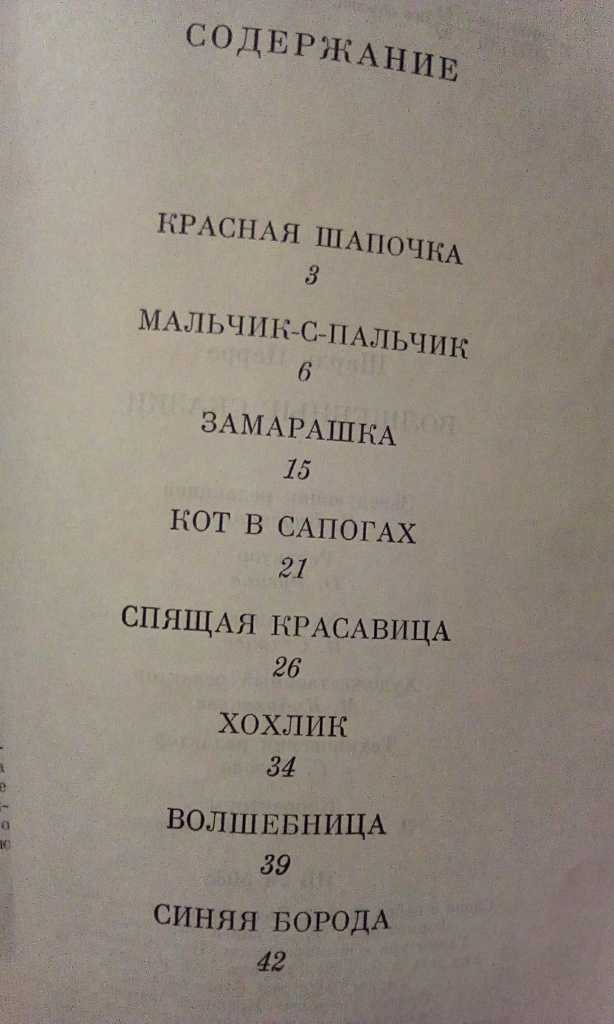 СОДЕРЖАНИЕ
КРАСНАЯ ШАПОЧКА
3
МАЛЬЧИК-С-ПАЛЬЧИК
6
ЗАМАРАШКА
15
КОТ В САПОГАХ
21
СПЯЩАЯ КРАСАВИЦА
26
ХОХЛИК
34
ВОЛШЕБНИЦА
39
СИНЯЯ БОРОДА
42